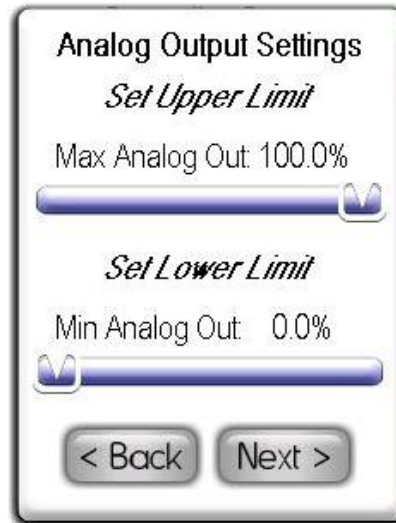 Analog Output Settings
Set Upper Limit
Max Analog Out: 100.0%
Set Lower Limit
Min Analog Out: 0.0%
< Back Next >